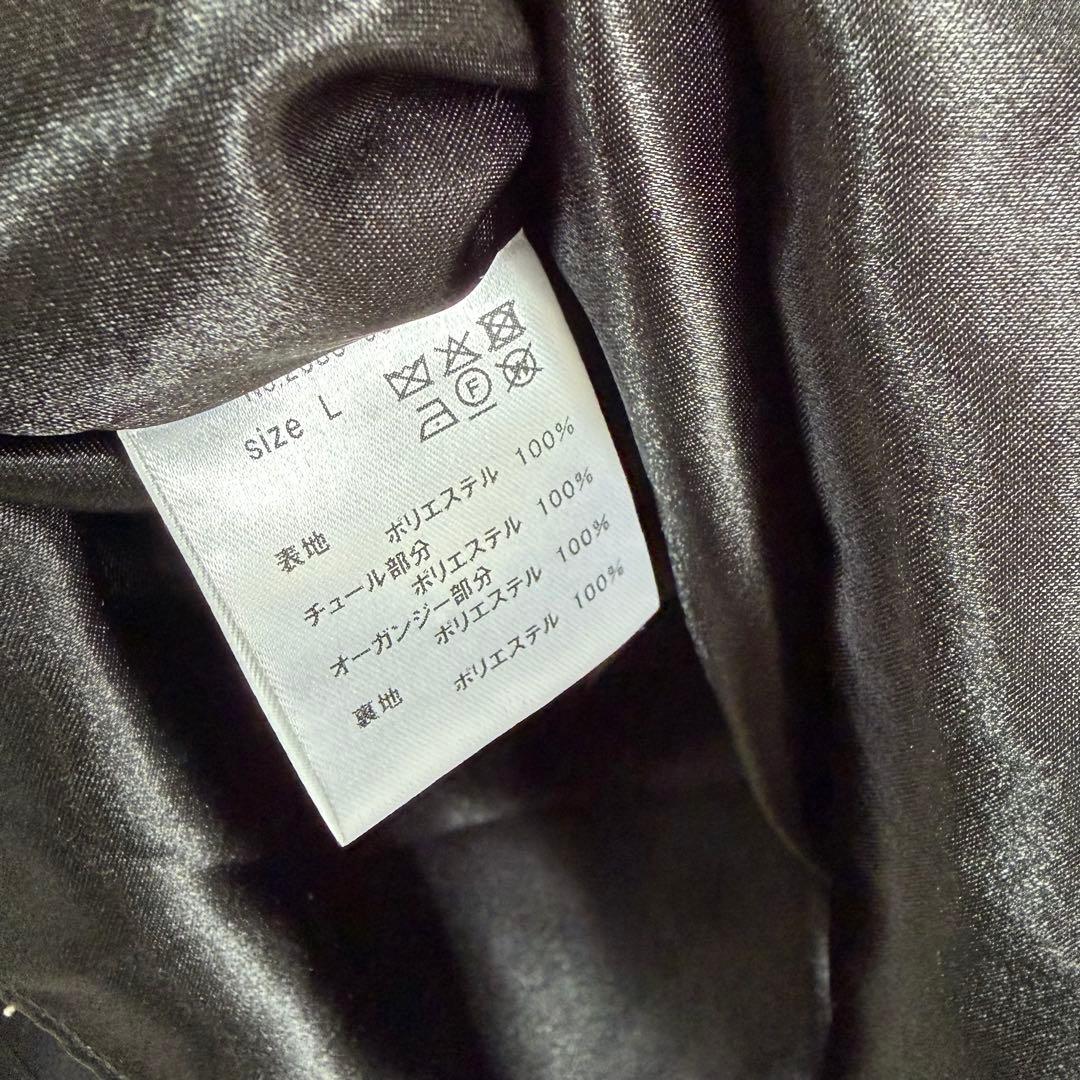 size L
F
W
表地 ポリエステル 100%
チュール部分
ポリエステル 100%
オーガンジー部分
ポリエステル 100%
裏地 ポリエステル 100%